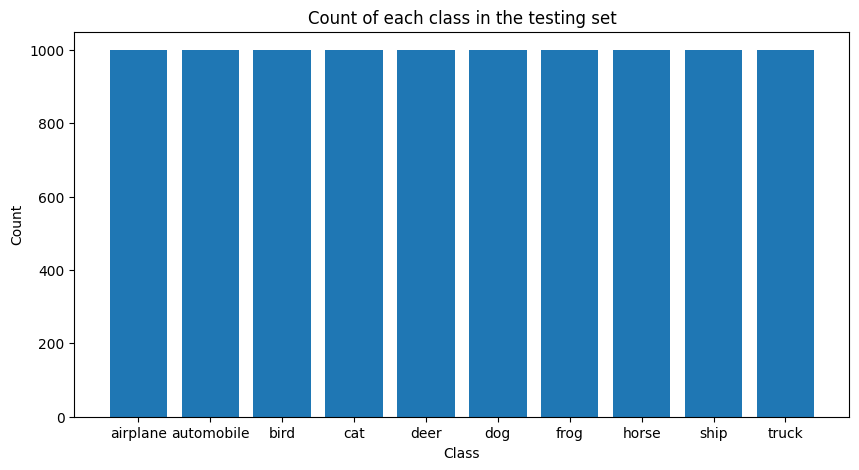 Count of each class in the testing set
1000
800
600
400
200
0
Count
airplane automobile bird cat deer dog frog horse ship truck
Class